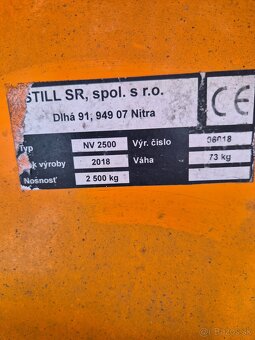 STILL SR, spol. s r.o.
Dlhá 91, 949 07 Nitra
CE
Typ NV 2500 Výr. číslo 06018
Rok výroby 2018 Váha 73 kg
Nosnosť 2 500 kg